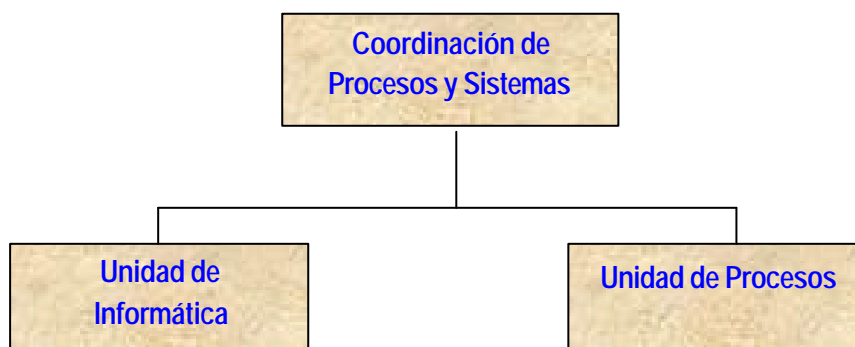 Coordinación de
Procesos y Sistemas
Unidad de
Informática
Unidad de Procesos